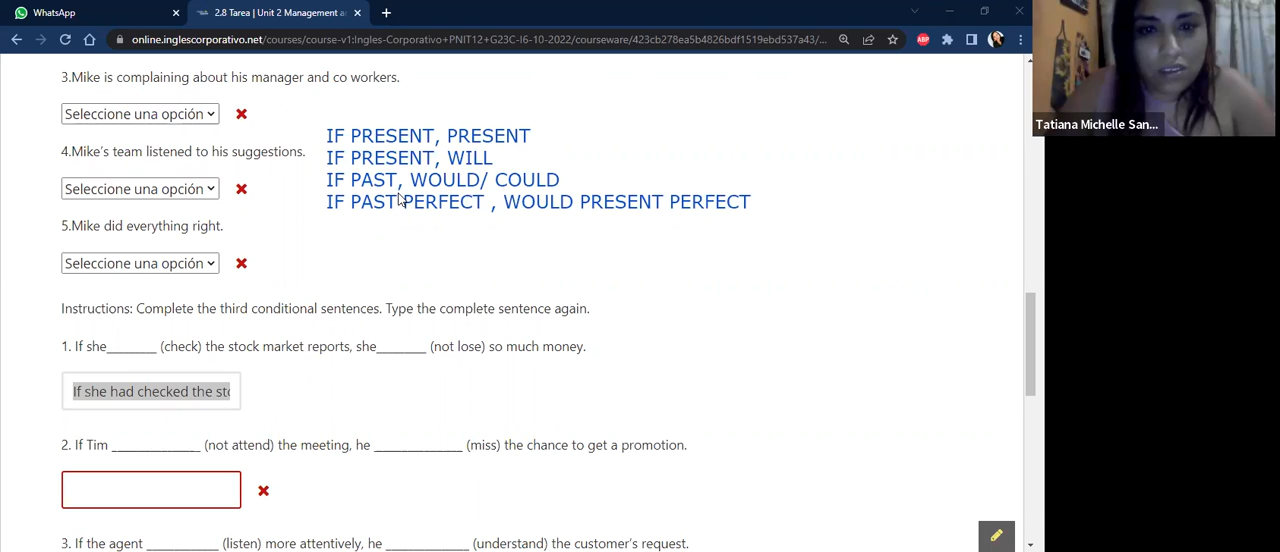 WhatsApp
2.8 Tarea | Unit 2 Management a
online.inglescorporativo.net/courses/course-v1:Ingles-Corporativo+PNIT12+G23C-I6-10-2022/courseware/423cb278ea5b4826bdf1519ebd537a43/...
ABP
3.Mike is complaining about his manager and co workers.
Seleccione una opción
IF PRESENT, PRESENT
4.Mike's team listened to his suggestions.
IF PRESENT, WILL
Seleccione una opción
IF PAST, WOULD/ COULD
IF PAST PERFECT , WOULD PRESENT PERFECT
5.Mike did everything right.
Seleccione una opción
Instructions: Complete the third conditional sentences. Type the complete sentence again.
1. If she_______ (check) the stock market reports, she_______ (not lose) so much money.
If she had checked the sto
2. If Tim ____________ (not attend) the meeting, he ____________ (miss) the chance to get a promotion.
3. If the agent __________ (listen) more attentively, he ___________ (understand) the customer's request.
Tatiana Michelle San...